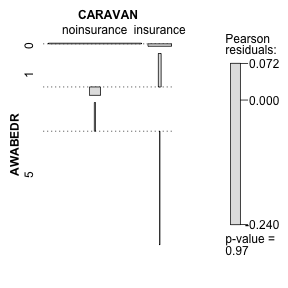 CARAVAN
noinsurance insurance
Pearson
residuals:
0.072
0.000
-0.240
p-value =
0.97
AWABEDR
0
1
5